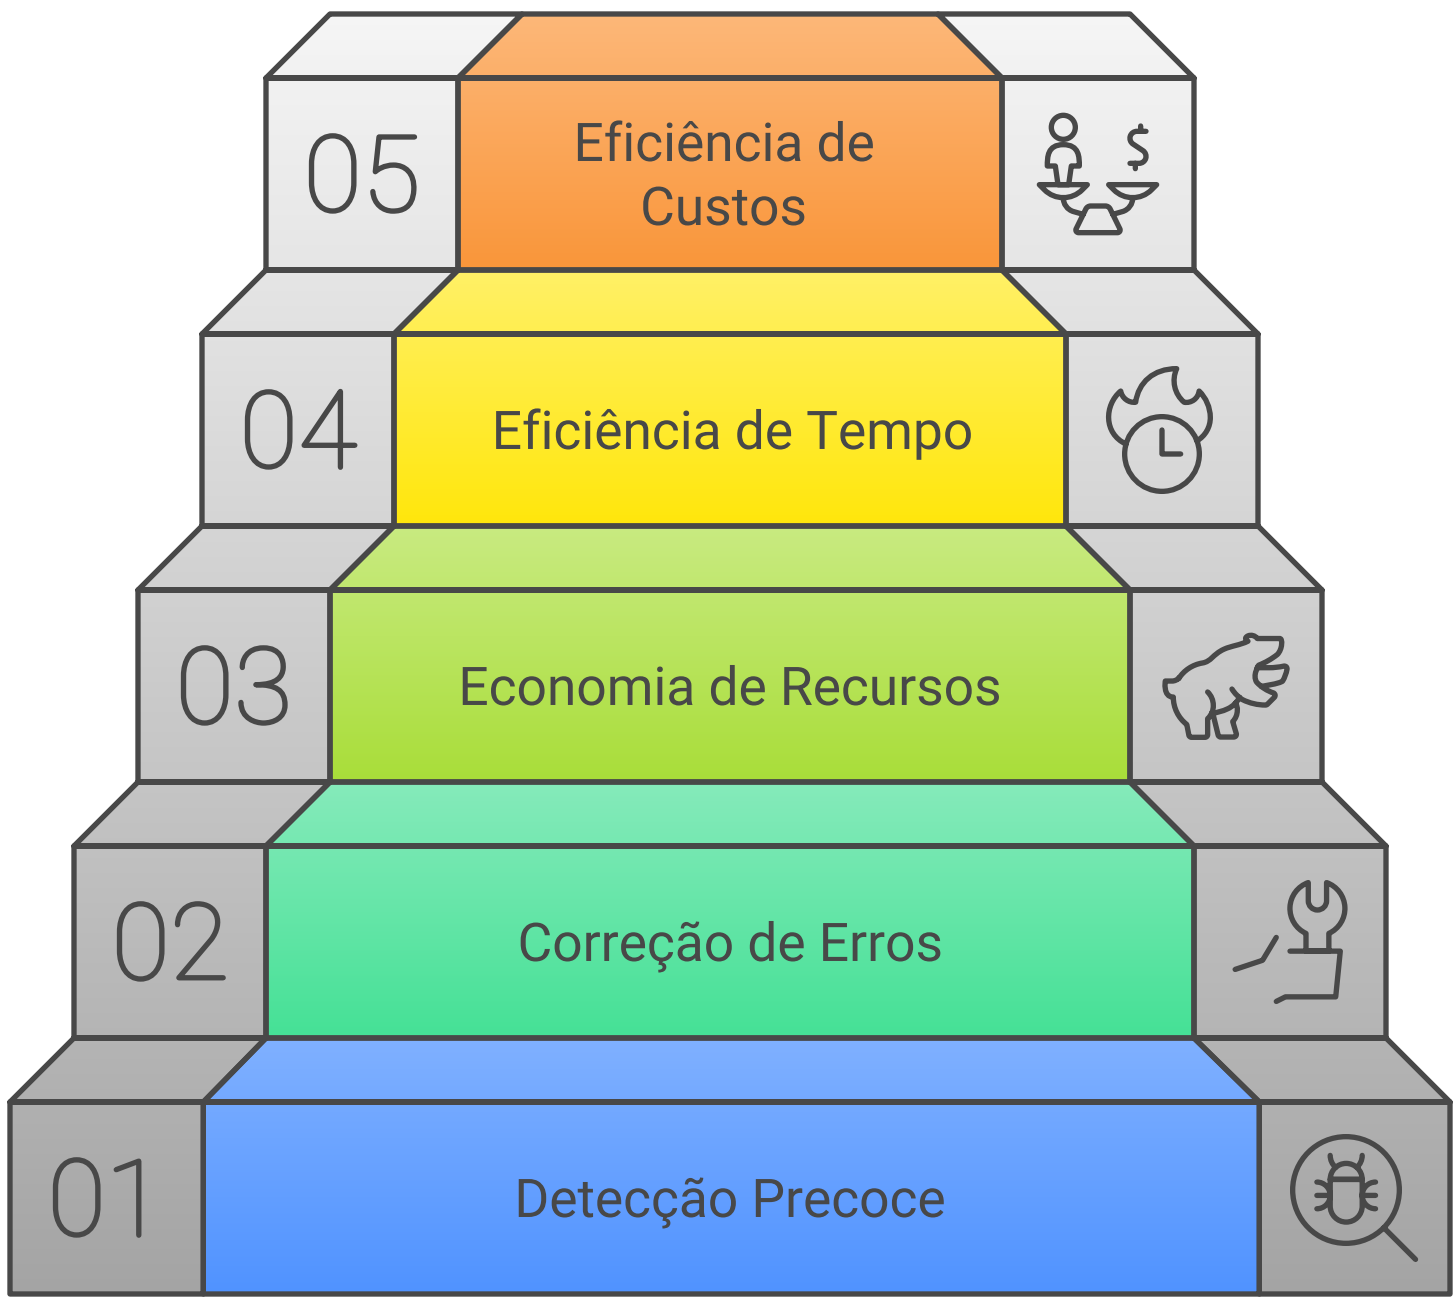 05
Eficiência de
Custos
$
04
Eficiência de Tempo
03
Economia de Recursos
02
Correção de Erros
01
Detecção Precoce